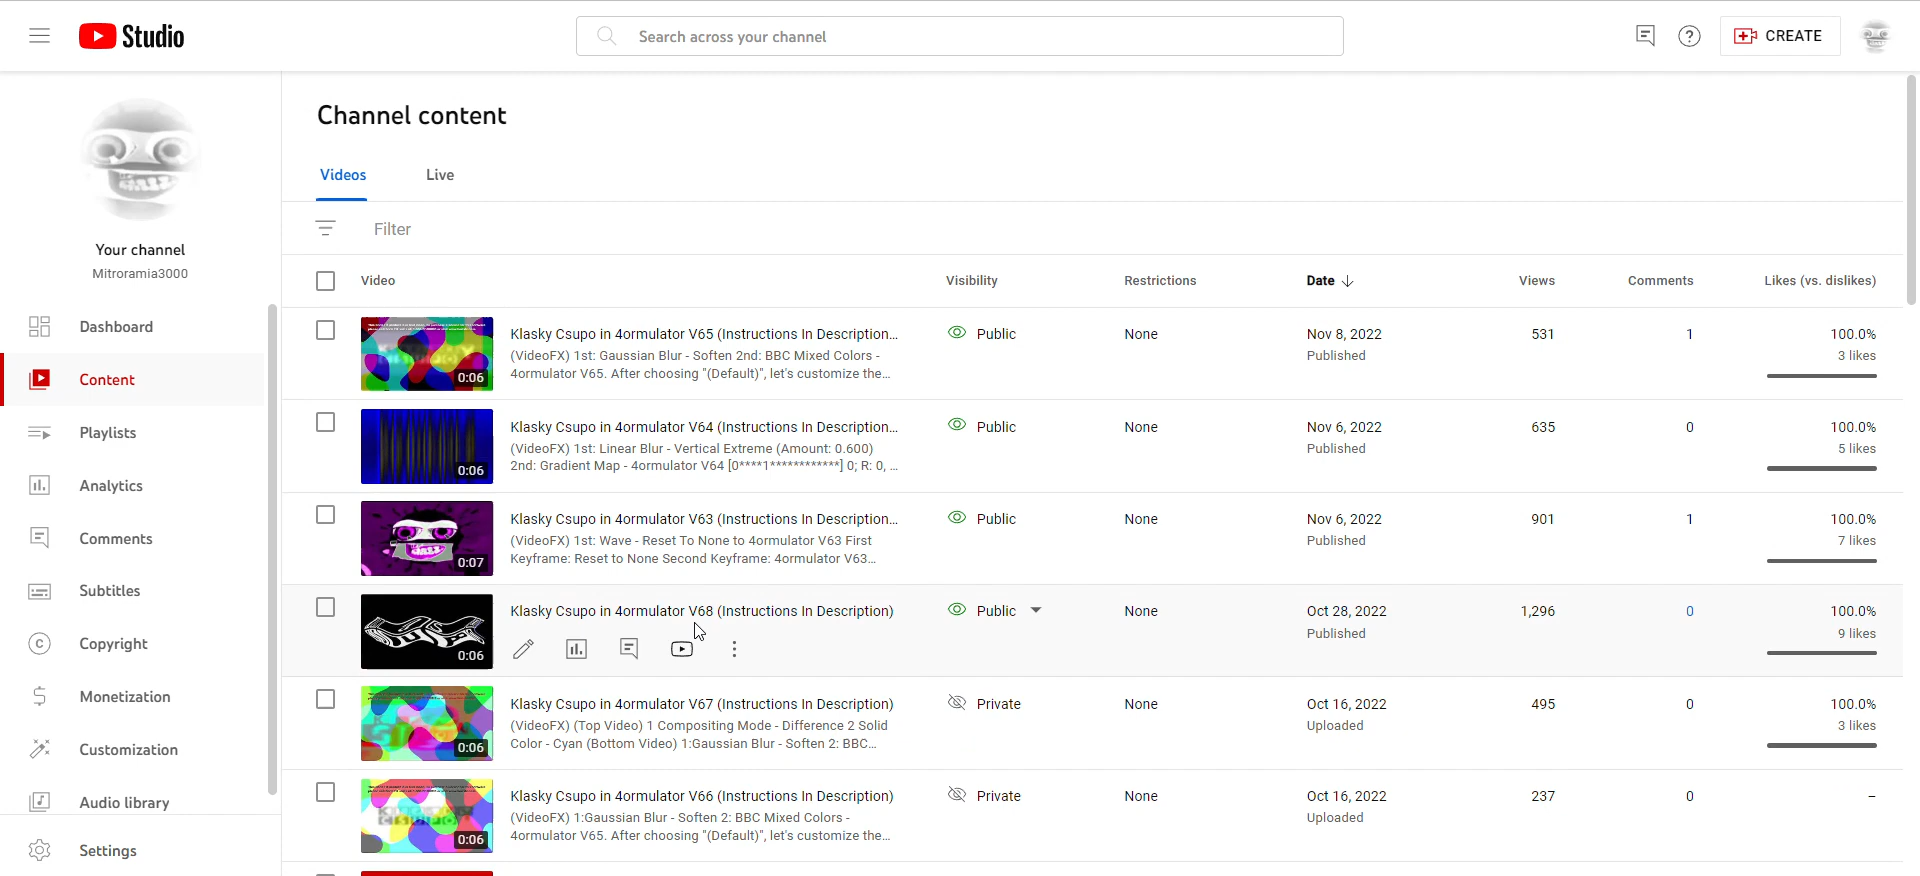 Studio
Search across your channel
CREATE
Your channel
Mitroramia3000
Dashboard
Content
Playlists
Analytics
Comments
Subtitles
Copyright
Monetization
Customization
Audio library
Settings
Channel content
Videos Live
Filter
Video Visibility Restrictions Date Views Comments Likes (vs. dislikes)
0:06
Klasky Csupo in 4ormulator V65 (Instructions In Description...
(VideoFX) 1st: Gaussian Blur - Soften 2nd: BBC Mixed Colors -
4ormulator V65. After choosing "(Default)", let's customize the...
Public None Nov 8, 2022 531 1 100.0%
Published 3 likes
0:06
Klasky Csupo in 4ormulator V64 (Instructions In Description...
(VideoFX) 1st: Linear Blur - Vertical Extreme (Amount: 0.600)
2nd: Gradient Map - 4ormulator V64 [0****1************] 0; R: 0, ...
Public None Nov 6, 2022 635 0 100.0%
Published 5 likes
0:07
Klasky Csupo in 4ormulator V63 (Instructions In Description...
(VideoFX) 1st: Wave - Reset To None to 4ormulator V63 First
Keyframe: Reset to None Second Keyframe: 4ormulator V63...
Public None Nov 6, 2022 901 1 100.0%
Published 7 likes
0:06
Klasky Csupo in 4ormulator V68 (Instructions In Description)
Public None Oct 28, 2022 1,296 0 100.0%
Published 9 likes
0:06
Klasky Csupo in 4ormulator V67 (Instructions In Description)
(VideoFX) (Top Video) 1 Compositing Mode - Difference 2 Solid
Color - Cyan (Bottom Video) 1:Gaussian Blur - Soften 2: BBC...
Private None Oct 16, 2022 495 0 100.0%
Uploaded 3 likes
0:06
Klasky Csupo in 4ormulator V66 (Instructions In Description)
(VideoFX) 1:Gaussian Blur - Soften 2: BBC Mixed Colors -
4ormulator V65. After choosing "(Default)", let's customize the...
Private None Oct 16, 2022 237 0 –
Uploaded